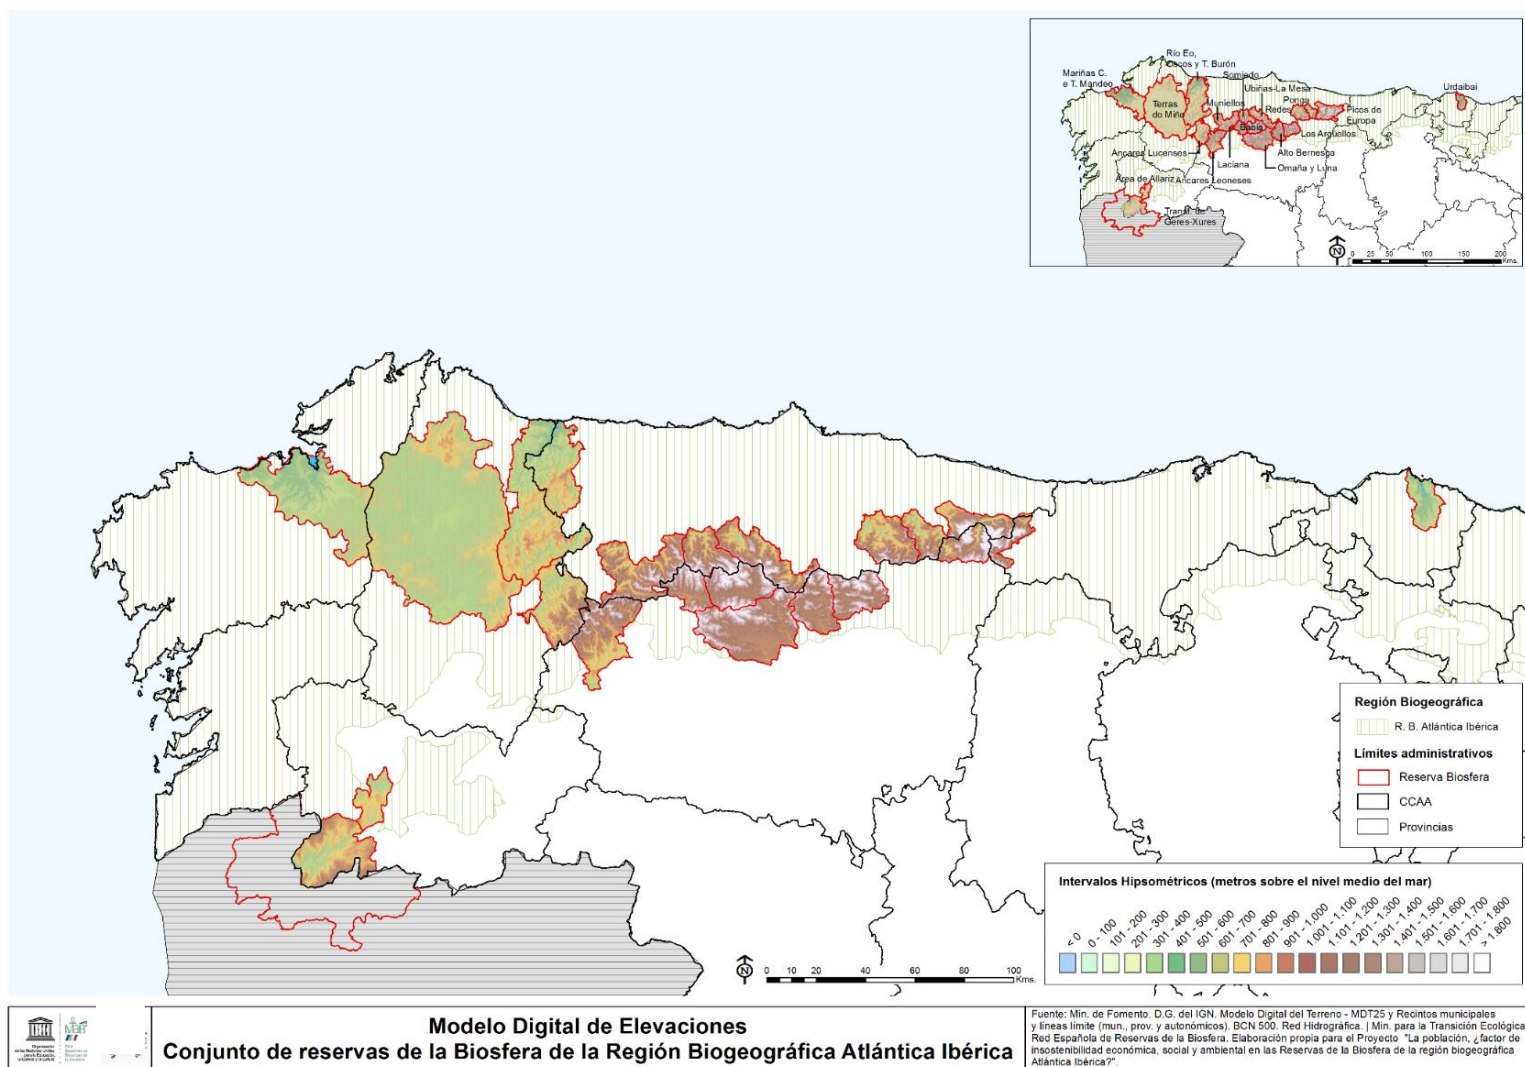 Mariñas C.
e T. Mandeo
Río Eo,
Oscos y T. Burón
Somiedo
Ubiñas-La Mesa
Ponga
Redes
Muniellos
Terras
do Miño
Picos de
Europa
Urdaibai
Babia
Los Argüellos
Ancares Lucenses
Laciana
Alto Bernesga
Omaña y Luna
Área de Allariz
Ancares Leoneses
Transf. de
Geres-Xures
N
0 25 50 100 150 200
Kms.
Región Biogeográfica
R. B. Atlántica Ibérica
Límites administrativos
Reserva Biosfera
CCAA
Provincias
Intervalos Hipsométricos (metros sobre el nivel medio del mar)
< 0
0 - 100
101 - 200
201 - 300
301 - 400
401 - 500
501 - 600
601 - 700
701 - 800
801 - 900
901 - 1.000
1.001 - 1.100
1.101 - 1.200
1.201 - 1.300
1.301 - 1.400
1.401 - 1.500
1.501 - 1.600
1.601 - 1.700
1.701 - 1.800
> 1.800
N
0 10 20 40 60 80 100
Kms.
Modelo Digital de Elevaciones
Conjunto de reservas de la Biosfera de la Región Biogeográfica Atlántica Ibérica
Fuente: Min. de Fomento. D.G. del IGN. Modelo Digital del Terreno - MDT25 y Recintos municipales
y líneas límite (mun., prov. y autonómicos). BCN 500. Red Hidrográfica. | Min. para la Transición Ecológica
Red Española de Reservas de la Biosfera. Elaboración propia para el Proyecto "La población, ¿factor de
insostenibilidad económica, social y ambiental en las Reservas de la Biosfera de la región biogeográfica
Atlántica Ibérica?".